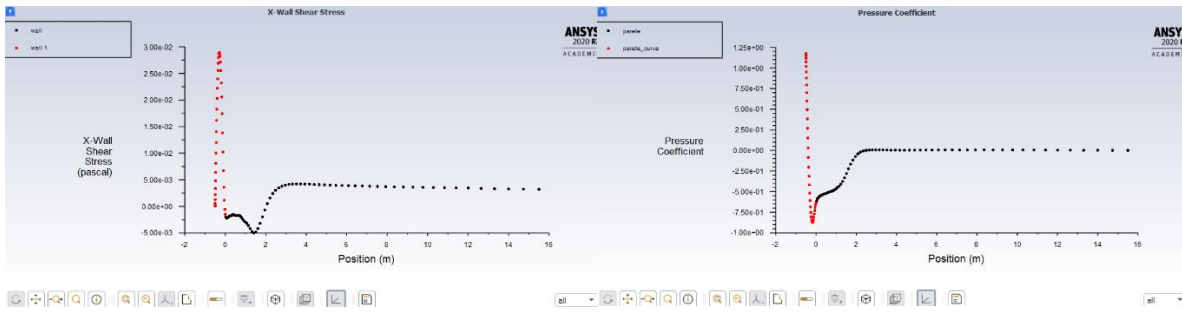 X-Wall Shear Stress
wall
wall.1
ANSYS
2020 R
ACADEMI
3.00e-02
2.50e-02
2.00e-02
1.50e-02
1.00e-02
5.00e-03
0.00e+00
-5.00e-03
X-Wall
Shear
Stress
(pascal)
-2 0 2 4 6 8 10 12 14 16
Position (m)
all
Pressure Coefficient
parete
parete_curva
ANSY
2020
ACADEM
1.25e+00
1.00e+00
7.50e-01
5.00e-01
2.50e-01
0.00e+00
-2.50e-01
-5.00e-01
-7.50e-01
-1.00e+00
Pressure
Coefficient
-2 0 2 4 6 8 10 12 14 16
Position (m)
all